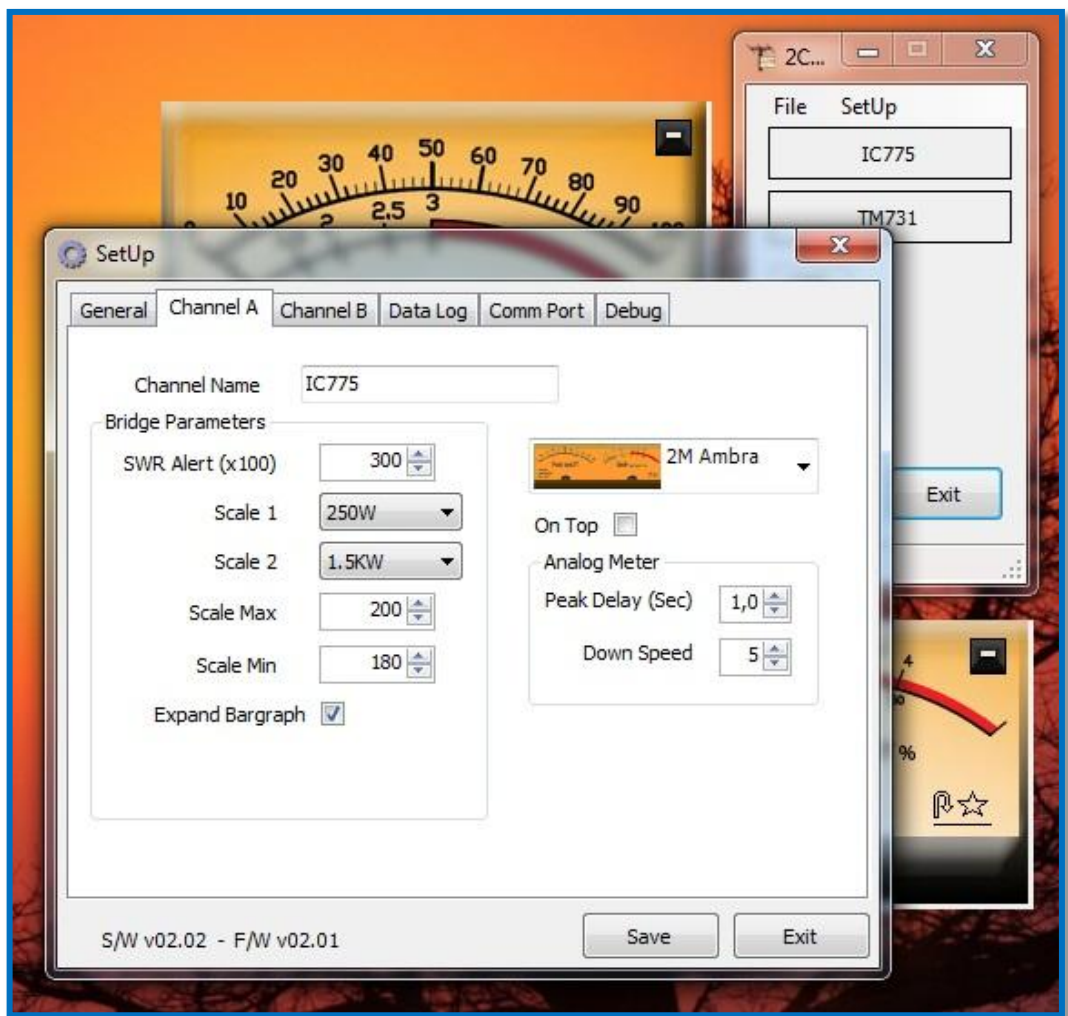 2C...
File SetUp
IC775
TM731
10 20 30 40 50 60 70 80 90
2 2.5 3
SetUp
General Channel A Channel B Data Log Comm Port Debug
Channel Name IC775
Bridge Parameters
SWR Alert (x100) 300
2M Ambra
Scale 1 250W
On Top
Exit
Scale 2 1.5KW
Analog Meter
Scale Max 200
Peak Delay (Sec) 1,0
Scale Min 180
Down Speed 5
4
Expand Bargraph
%
S/W v02.02 - F/W v02.01
Save Exit